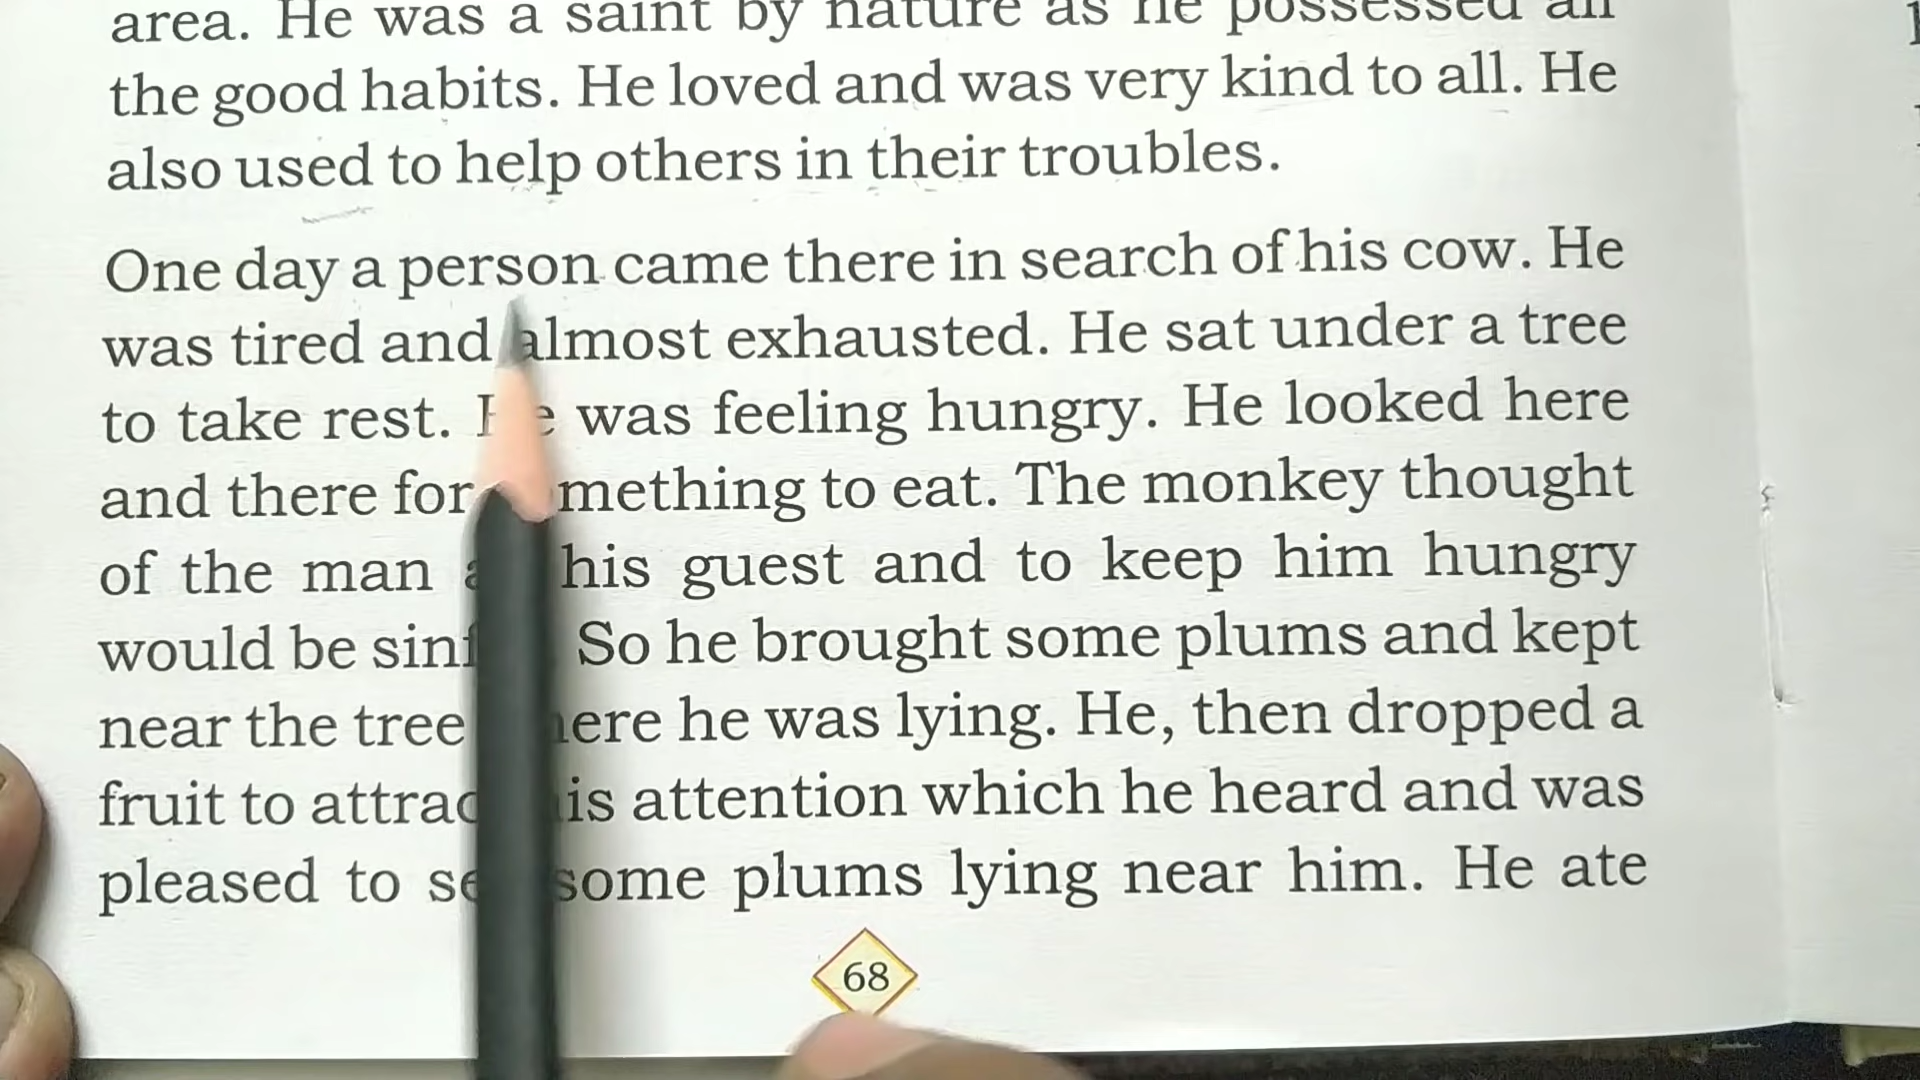 area. He was a saint by nature as he possessed all
the good habits. He loved and was very kind to all. He
also used to help others in their troubles.
One day a person came there in search of his cow. He
was tired and almost exhausted. He sat under a tree
to take rest. He was feeling hungry. He looked here
and there for something to eat. The monkey thought
of the man his guest and to keep him hungry
would be So he brought some plums and kept
near the tree where he was lying. He, then dropped a
fruit to attract his attention which he heard and was
pleased to see some plums lying near him. He ate
68